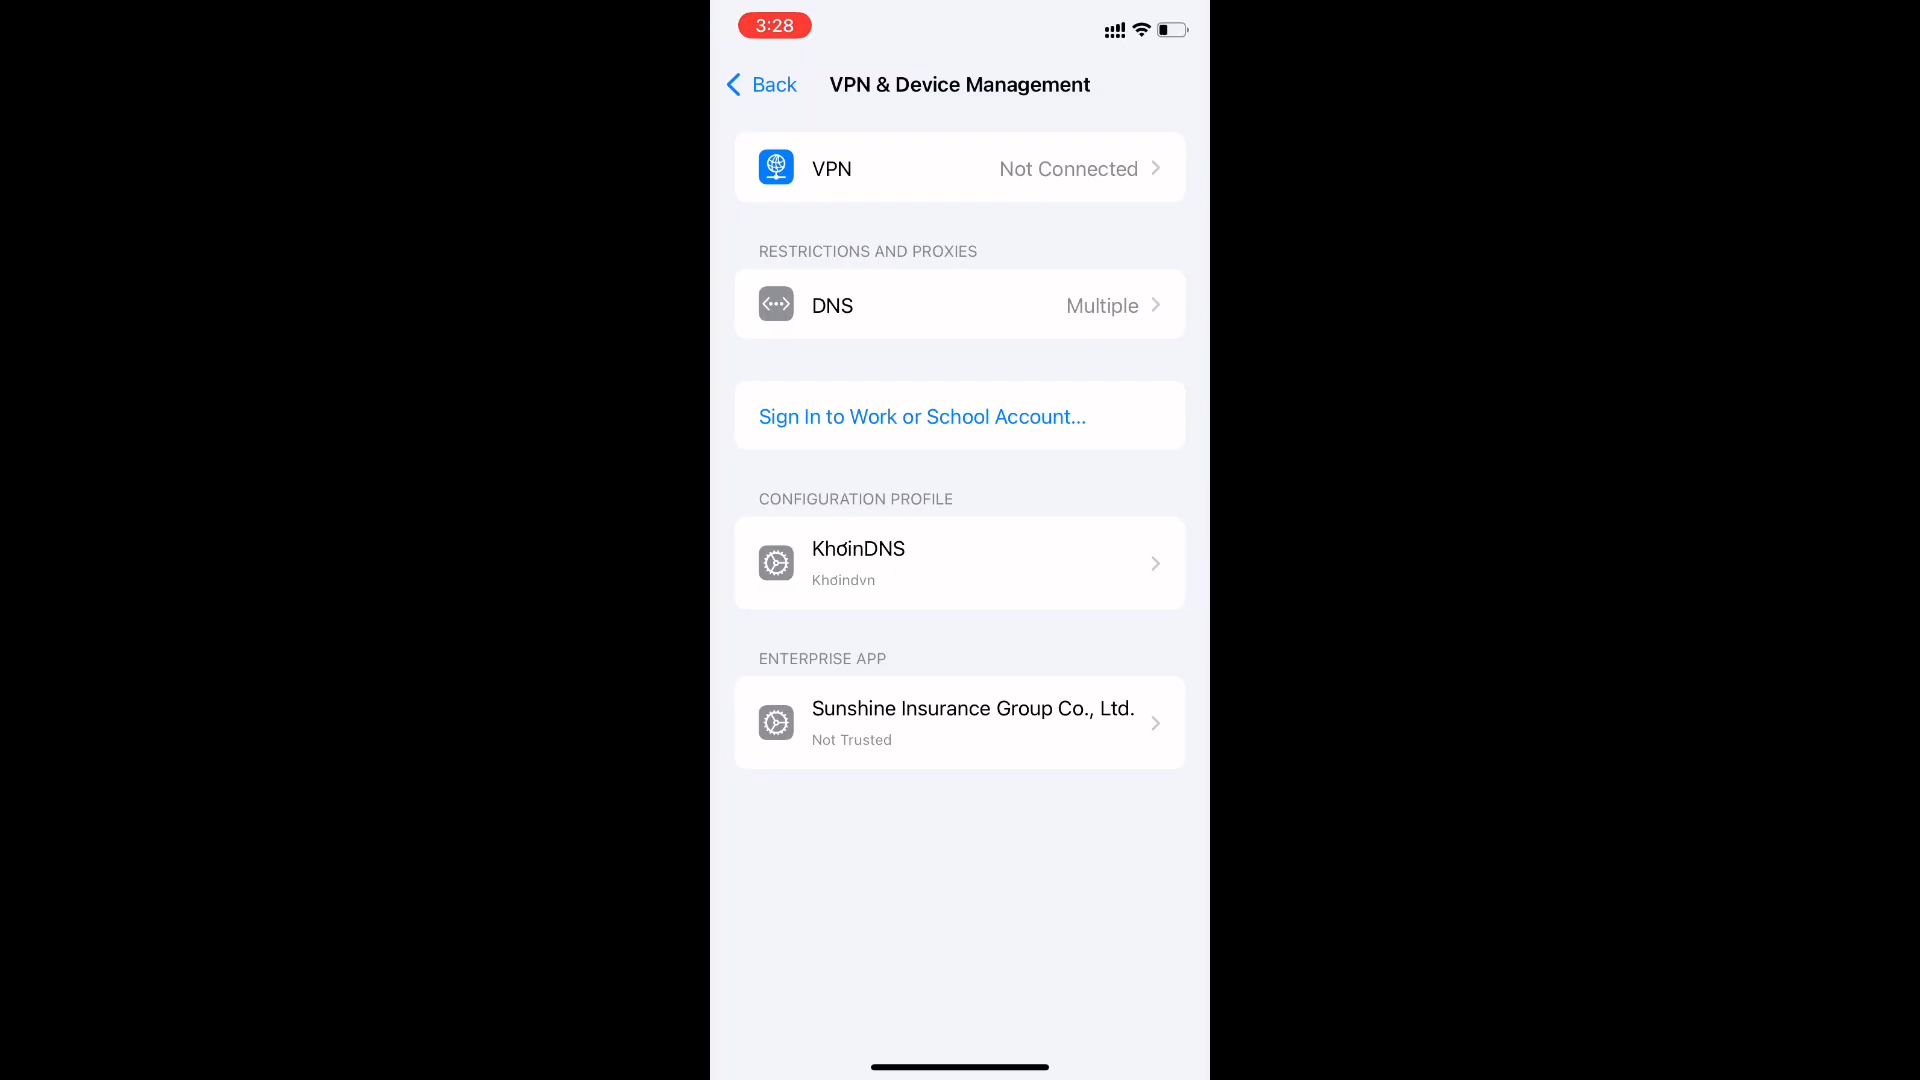 3:28
Back
VPN & Device Management
VPN
Not Connected
RESTRICTIONS AND PROXIES
DNS
Multiple
Sign In to Work or School Account...
CONFIGURATION PROFILE
KhơinDNS
Khơindvn
ENTERPRISE APP
Sunshine Insurance Group Co., Ltd.
Not Trusted